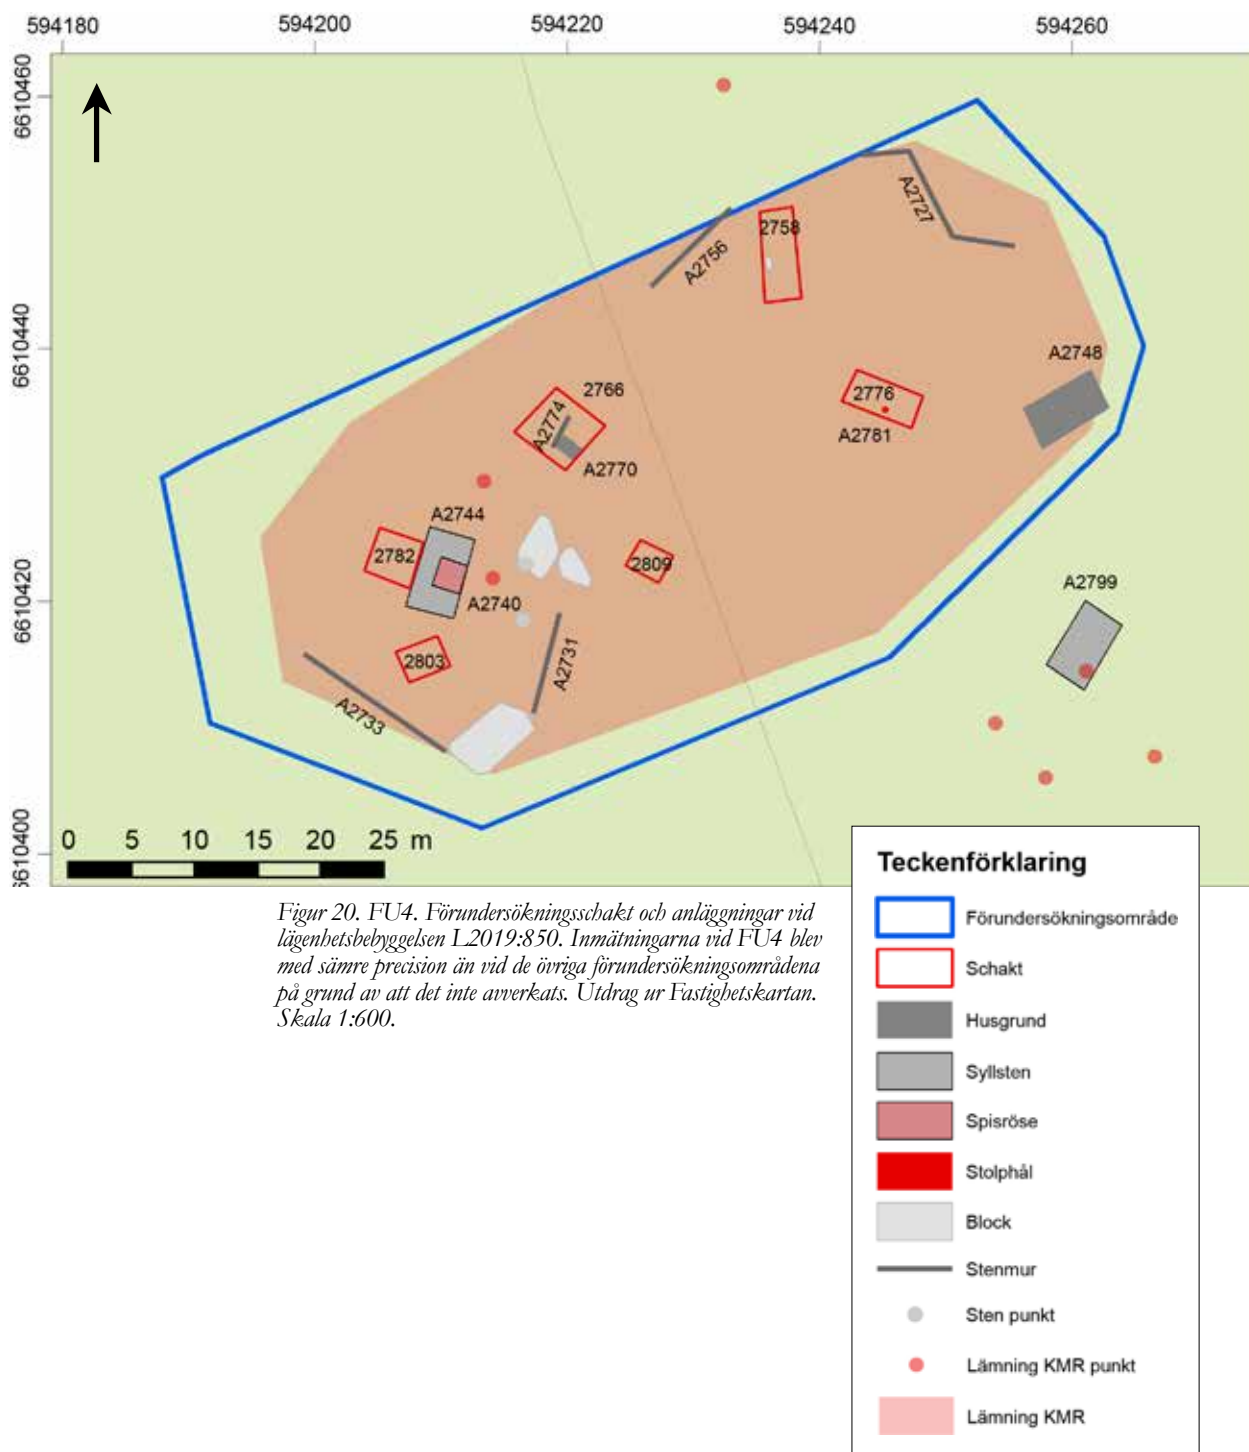 594180 594200 594220 594240 594260
6610460
6610440
6610420
6610400
A2727
2758
A2756
A2748
2766
2776
A2774
A2781
A2770
A2744
2782
2809
A2740
A2799
2803
A2731
A2733
0 5 10 15 20 25 m
Figur 20. FU4. Förundersökningsschakt och anläggningar vid
lägenhetsbebyggelsen L2019:850. Inmätningarna vid FU4 blev
med sämre precision än vid de övriga förundersökningsområdena
på grund av att det inte avverkats. Utdrag ur Fastighetskartan.
Skala 1:600.
Teckenförklaring
Förundersökningsområde
Schakt
Husgrund
Syllsten
Spisröse
Stolphål
Block
Stenmur
Sten punkt
Lämning KMR punkt
Lämning KMR